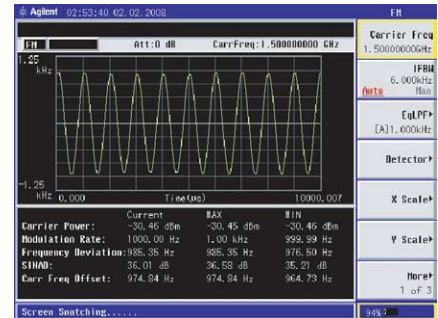 Agilent 02:53:40 02.02.2008 FM
FM Att:0 dB CarrFreq:1.500000000 GHz
1.25
kHz
-1.25
kHz 0.000 Time(µs) 10000.007
Current MAX MIN
Carrier Power: -30.46 dBm -30.45 dBm -30.46 dBm
Modulation Rate: 1000.00 Hz 1.00 kHz 999.99 Hz
Frequency Deviation: 985.35 Hz 985.35 Hz 976.50 Hz
SINAD: 36.01 dB 36.58 dB 35.21 dB
Carr Freq Offset: 974.84 Hz 974.84 Hz 964.73 Hz
Screen Snatching......
Carrier Freq
1.50000000GHz
IFBW
6.000kHz
Auto Man
EqLPF
[A]1.000kHz
Detector
X Scale
Y Scale
More
1 of 3
94%